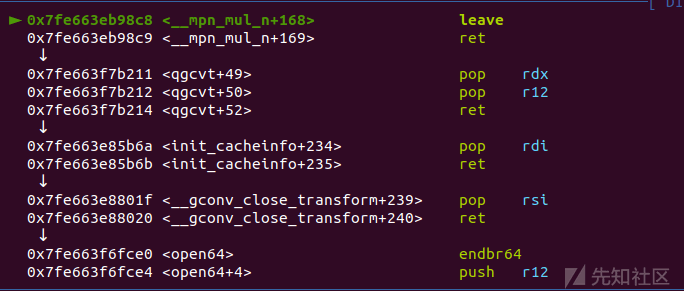 [ DI
► 0x7fe663eb98c8 <__mpn_mul_n+168> leave
0x7fe663eb98c9 <__mpn_mul_n+169> ret
↓
0x7fe663f7b211 <qgcvt+49> pop rdx
0x7fe663f7b212 <qgcvt+50> pop r12
0x7fe663f7b214 <qgcvt+52> ret
↓
0x7fe663e85b6a <init_cacheinfo+234> pop rdi
0x7fe663e85b6b <init_cacheinfo+235> ret
↓
0x7fe663e8801f <__gconv_close_transform+239> pop rsi
0x7fe663e88020 <__gconv_close_transform+240> ret
↓
0x7fe663f6fce0 <open64> endbr64
0x7fe663f6fce4 <open64+4> push r12
先知社区